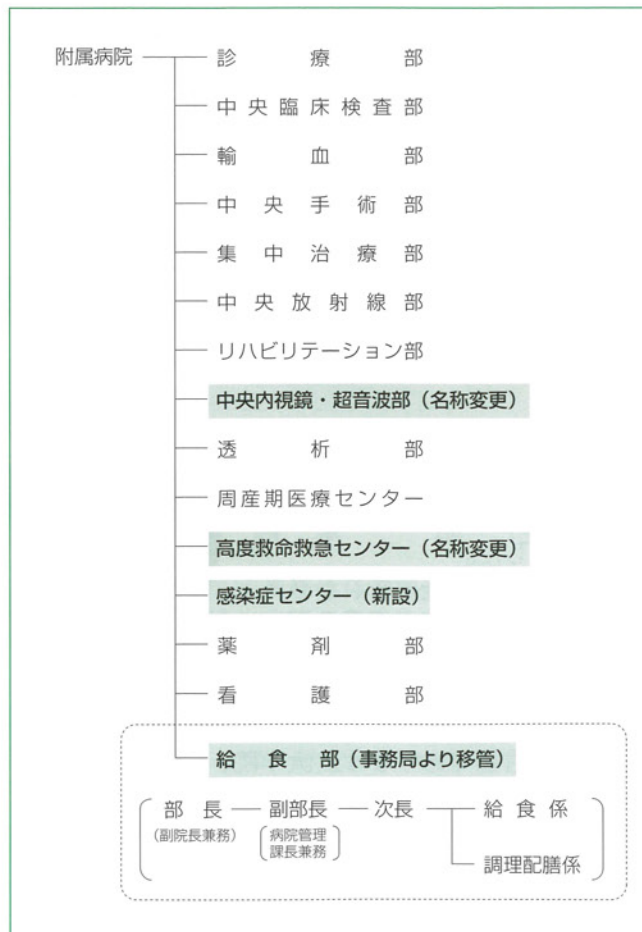 附属病院
診療部
中央臨床検査部
輸血部
中央手術部
集中治療部
中央放射線部
リハビリテーション部
中央内視鏡・超音波部（名称変更）
透析部
周産期医療センター
高度救命救急センター（名称変更）
感染症センター（新設）
薬剤部
看護部
給食部（事務局より移管）
部長 副部長 次長 給食係
(副院長兼務) 病院管理
課長兼務
調理配膳係